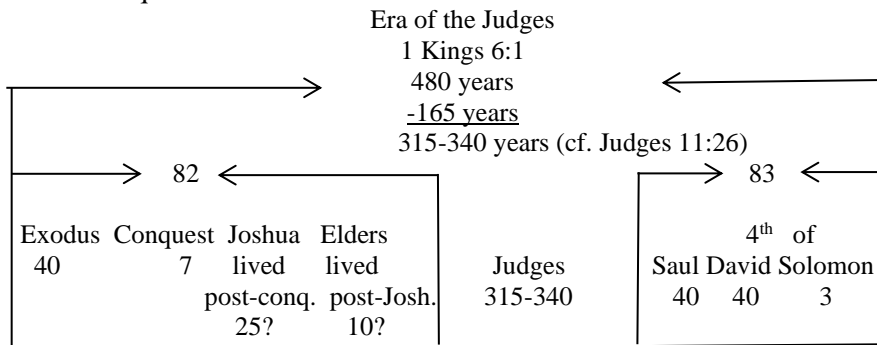 Era of the Judges
1 Kings 6:1
480 years
-165 years
315-340 years (cf. Judges 11:26)
82 83
4th of
Exodus Conquest Joshua Elders
40 7 lived lived Judges Saul David Solomon
post-conq. post-Josh. 315-340 40 40 3
25? 10?